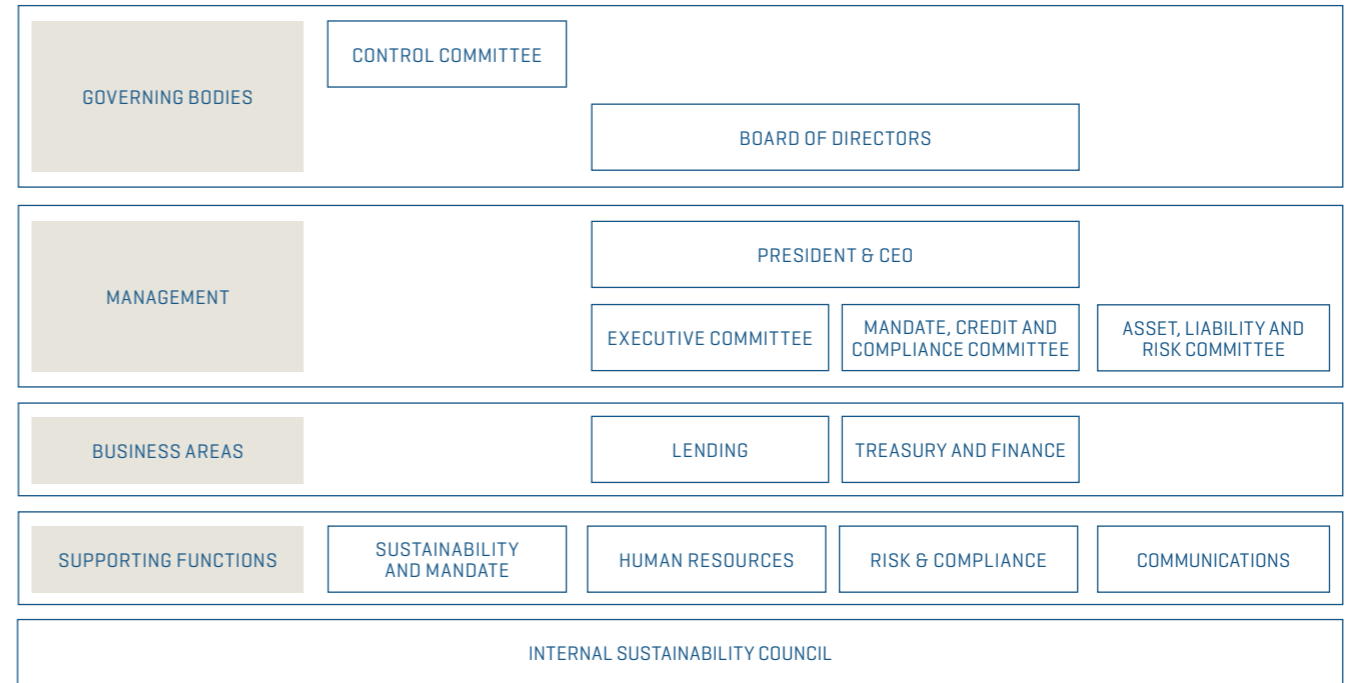 GOVERNING BODIES
CONTROL COMMITTEE
BOARD OF DIRECTORS
MANAGEMENT
PRESIDENT & CEO
EXECUTIVE COMMITTEE
MANDATE, CREDIT AND
COMPLIANCE COMMITTEE
ASSET, LIABILITY AND
RISK COMMITTEE
BUSINESS AREAS
LENDING
TREASURY AND FINANCE
SUPPORTING FUNCTIONS
SUSTAINABILITY
AND MANDATE
HUMAN RESOURCES
RISK & COMPLIANCE
COMMUNICATIONS
INTERNAL SUSTAINABILITY COUNCIL